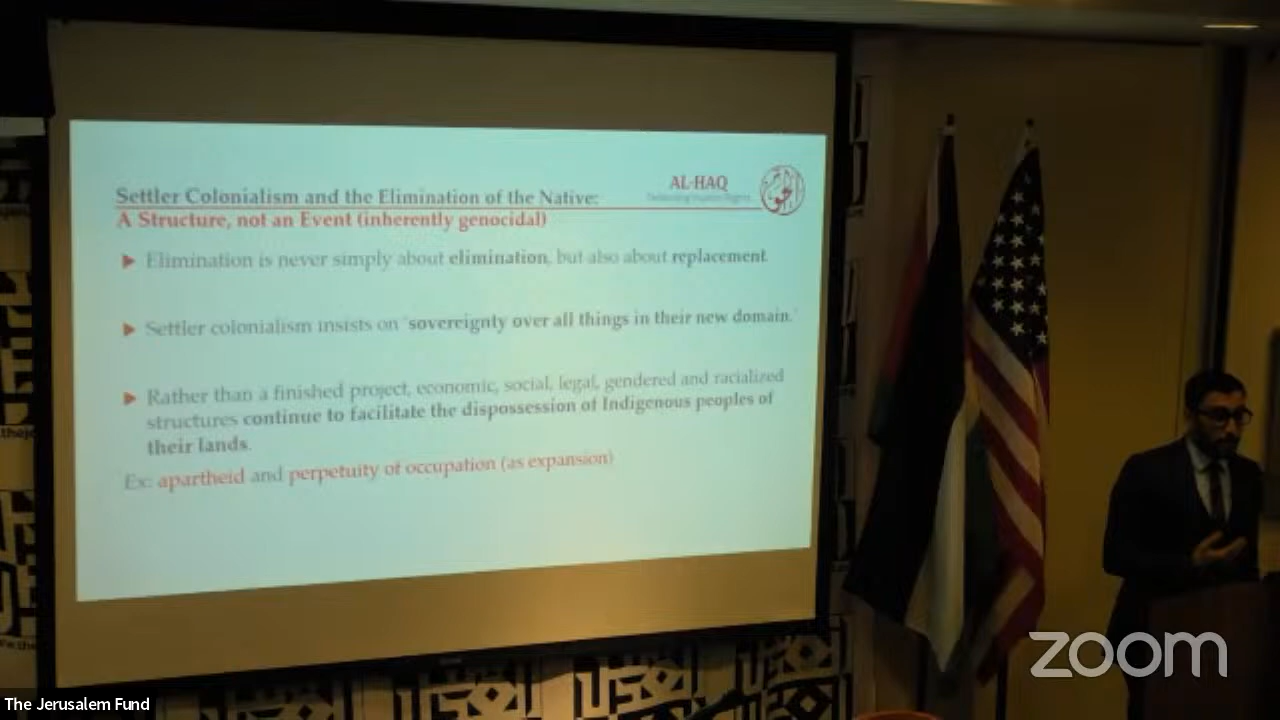 Settler Colonialism and the Elimination of the Native:
A Structure, not an Event (inherently genocidal)
AL-HAQ
Defending Human Rights
Elimination is never simply about elimination, but also about replacement.
Settler colonialism insists on 'sovereignty over all things in their new domain.'
Rather than a finished project, economic, social, legal, gendered and racialized
structures continue to facilitate the dispossession of Indigenous peoples of
their lands.
Ex: apartheid and perpetuity of occupation (as expansion)
zoom
The Jerusalem Fund